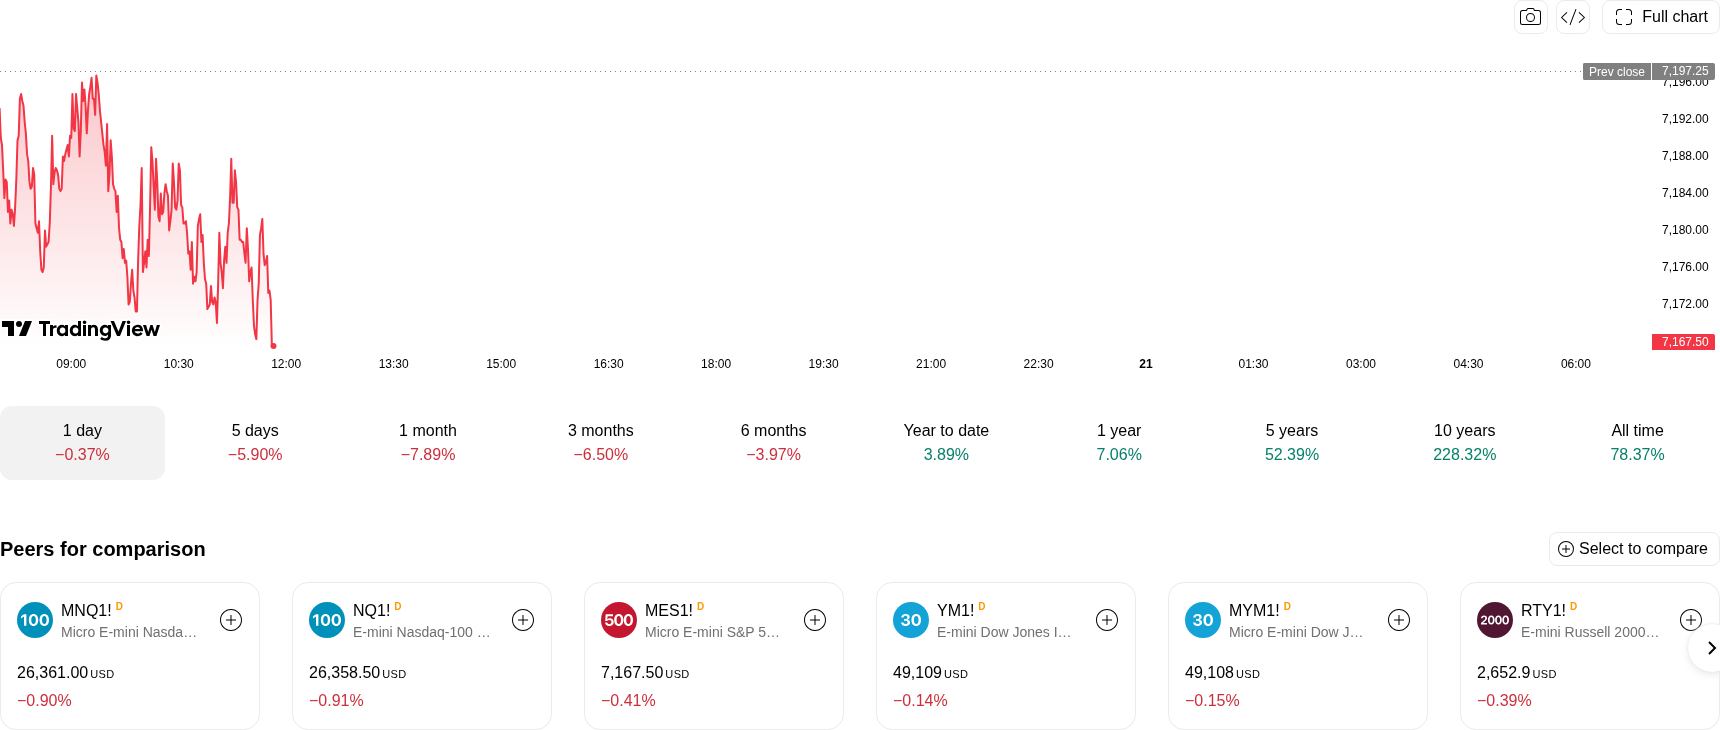 Full chart
Prev close 7,197.25
7,196.00
7,192.00
7,188.00
7,184.00
7,180.00
7,176.00
7,172.00
7,167.50
TradingView
09:00 10:30 12:00 13:30 15:00 16:30 18:00 19:30 21:00 22:30 21 01:30 03:00 04:30 06:00
1 day 5 days 1 month 3 months 6 months Year to date 1 year 5 years 10 years All time
−0.37% −5.90% −7.89% −6.50% −3.97% 3.89% 7.06% 52.39% 228.32% 78.37%
Peers for comparison
Select to compare
100 MNQ1! D
Micro E-mini Nasda…
26,361.00 USD
−0.90%
100 NQ1! D
E-mini Nasdaq-100 …
26,358.50 USD
−0.91%
500 MES1! D
Micro E-mini S&P 5…
7,167.50 USD
−0.41%
30 YM1! D
E-mini Dow Jones I…
49,109 USD
−0.14%
30 MYM1! D
Micro E-mini Dow J…
49,108 USD
−0.15%
2000 RTY1! D
E-mini Russell 2000…
2,652.9 USD
−0.39%